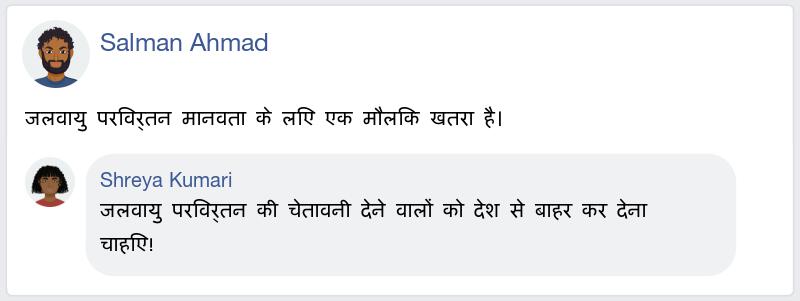 Salman Ahmad
जलवायु परिवर्तन मानवता के लिए एक मौलिक खतरा है।
Shreya Kumari
जलवायु परिवर्तन की चेतावनी देने वालों को देश से बाहर कर देना
चाहिए!